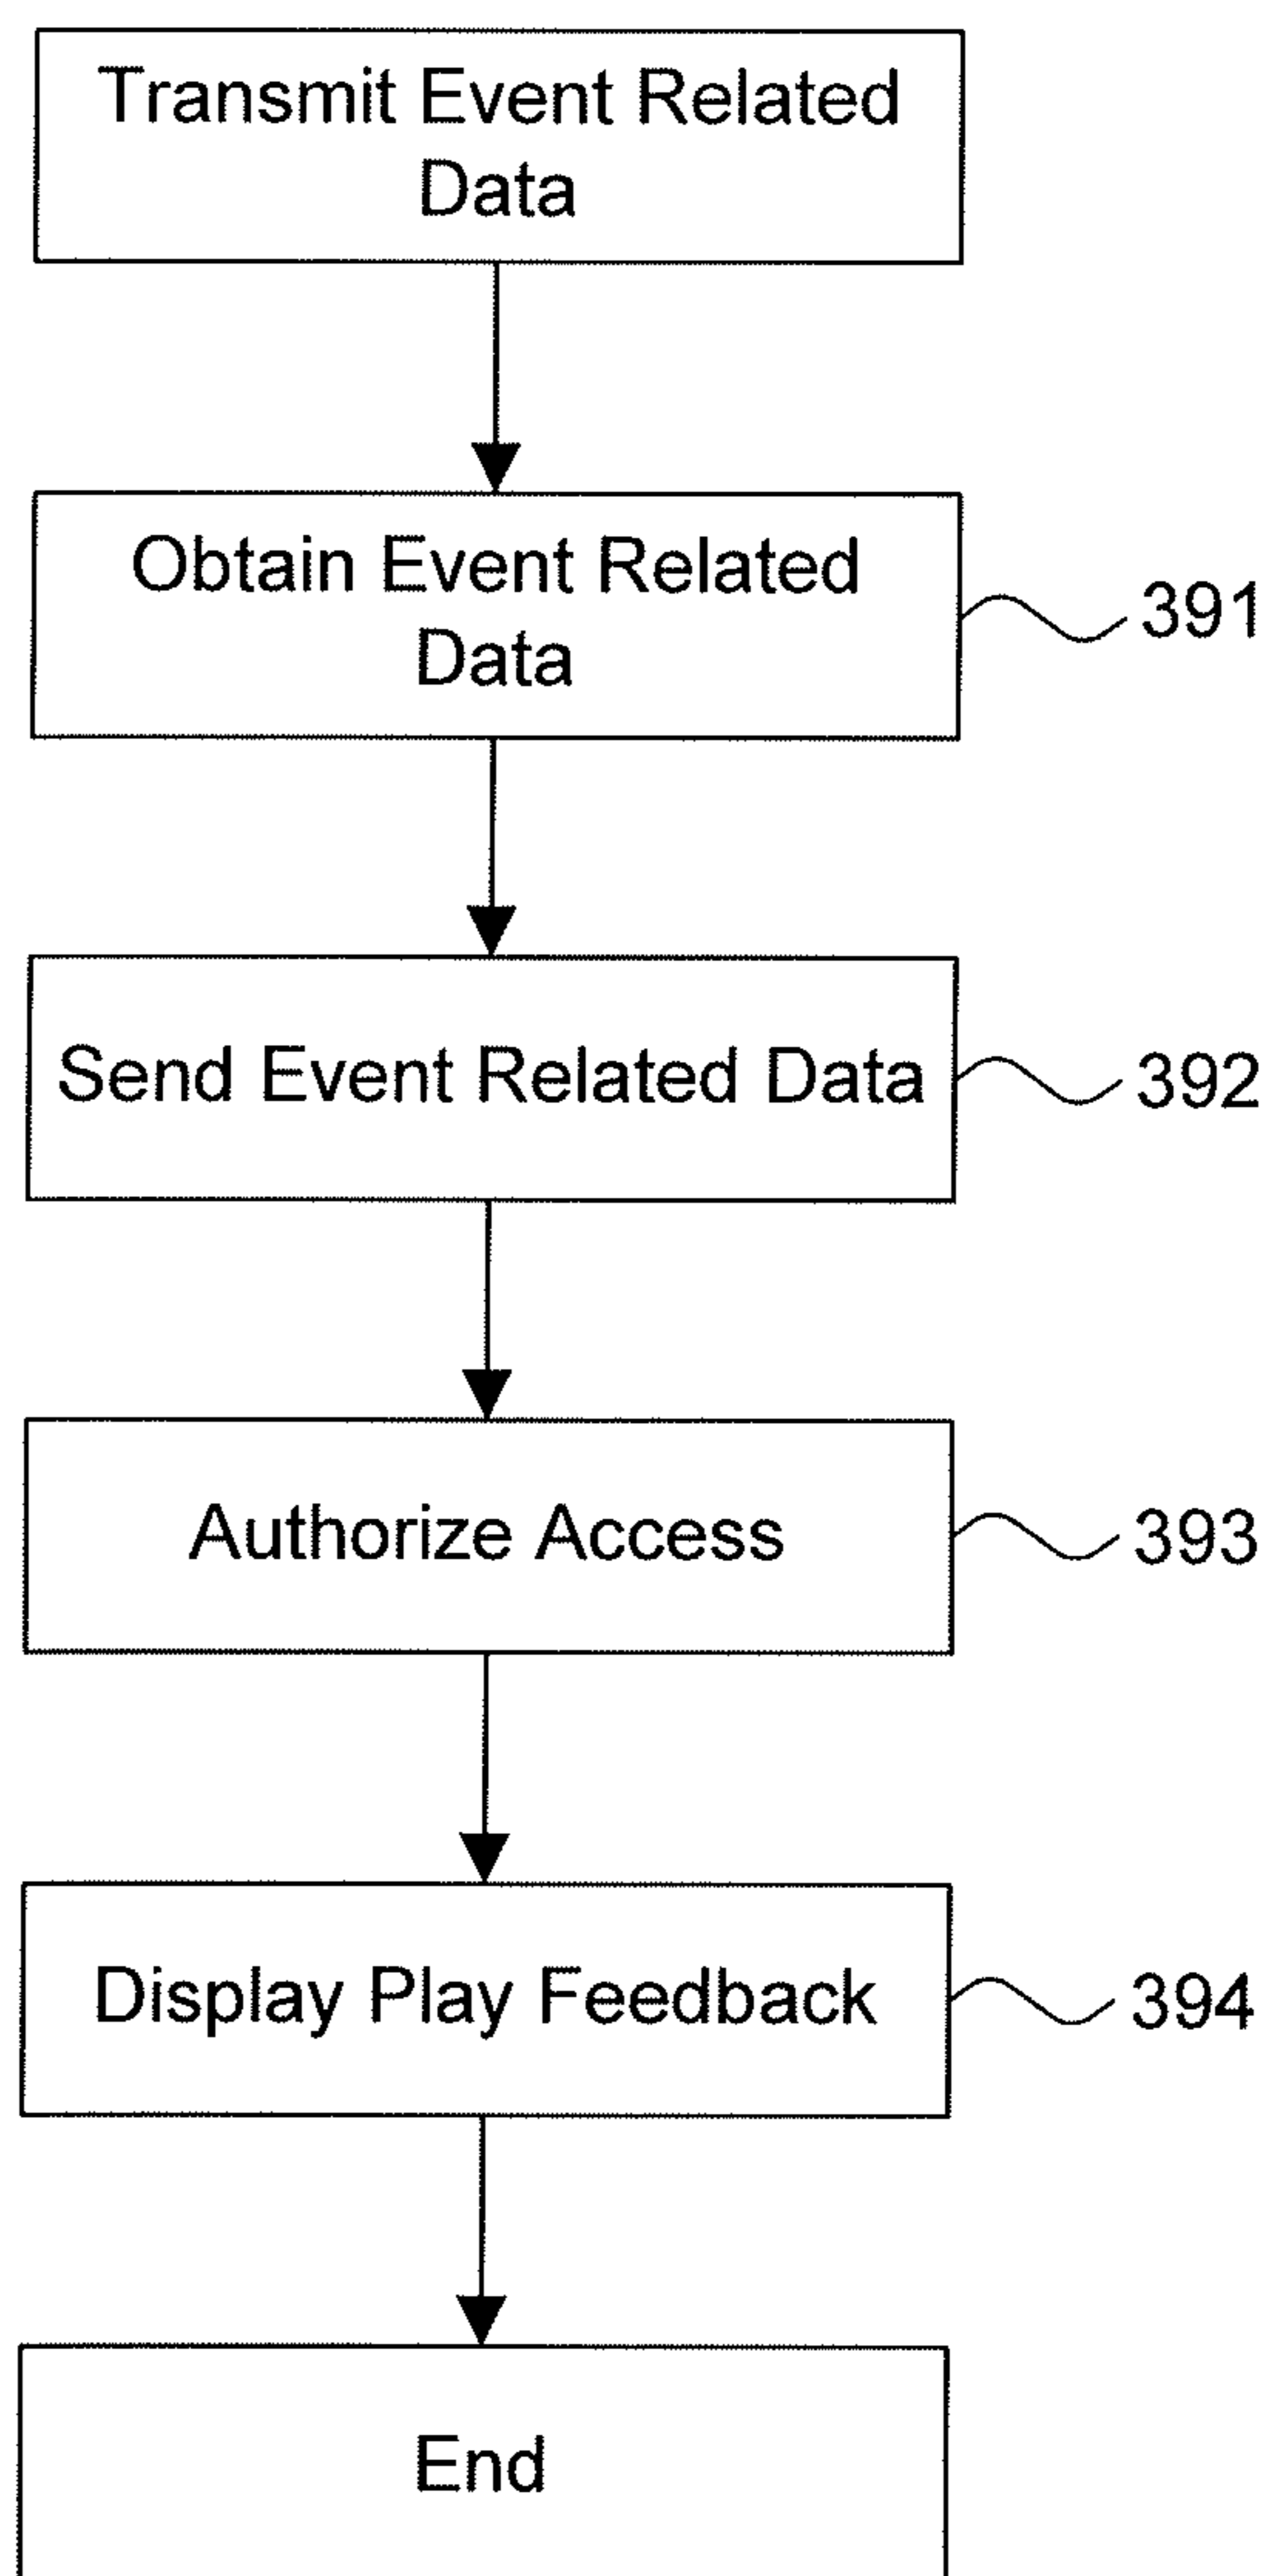 Transmit Event Related
Data
Obtain Event Related
Data
391
Send Event Related Data
392
Authorize Access
393
Display Play Feedback
394
End